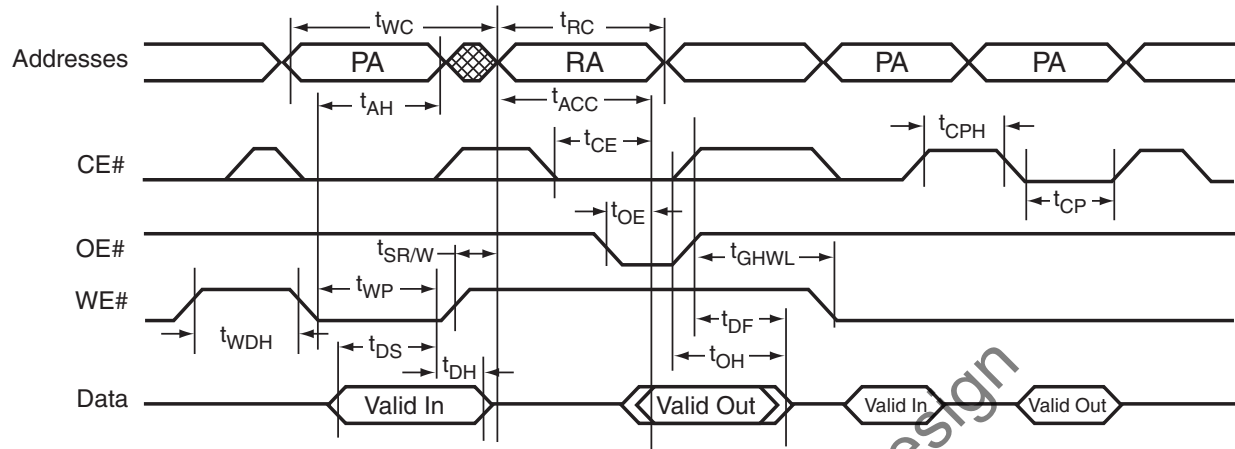 tWC
tRC
Addresses
PA
RA
PA
PA
tAH
tACC
tCE
tCPH
CE#
tCP
tOE
OE#
tSR/W
tGHWL
WE#
tWP
tWDH
tDF
tDS
tDH
tOH
Data
Valid In
Valid Out
Valid In
Valid Out
esign